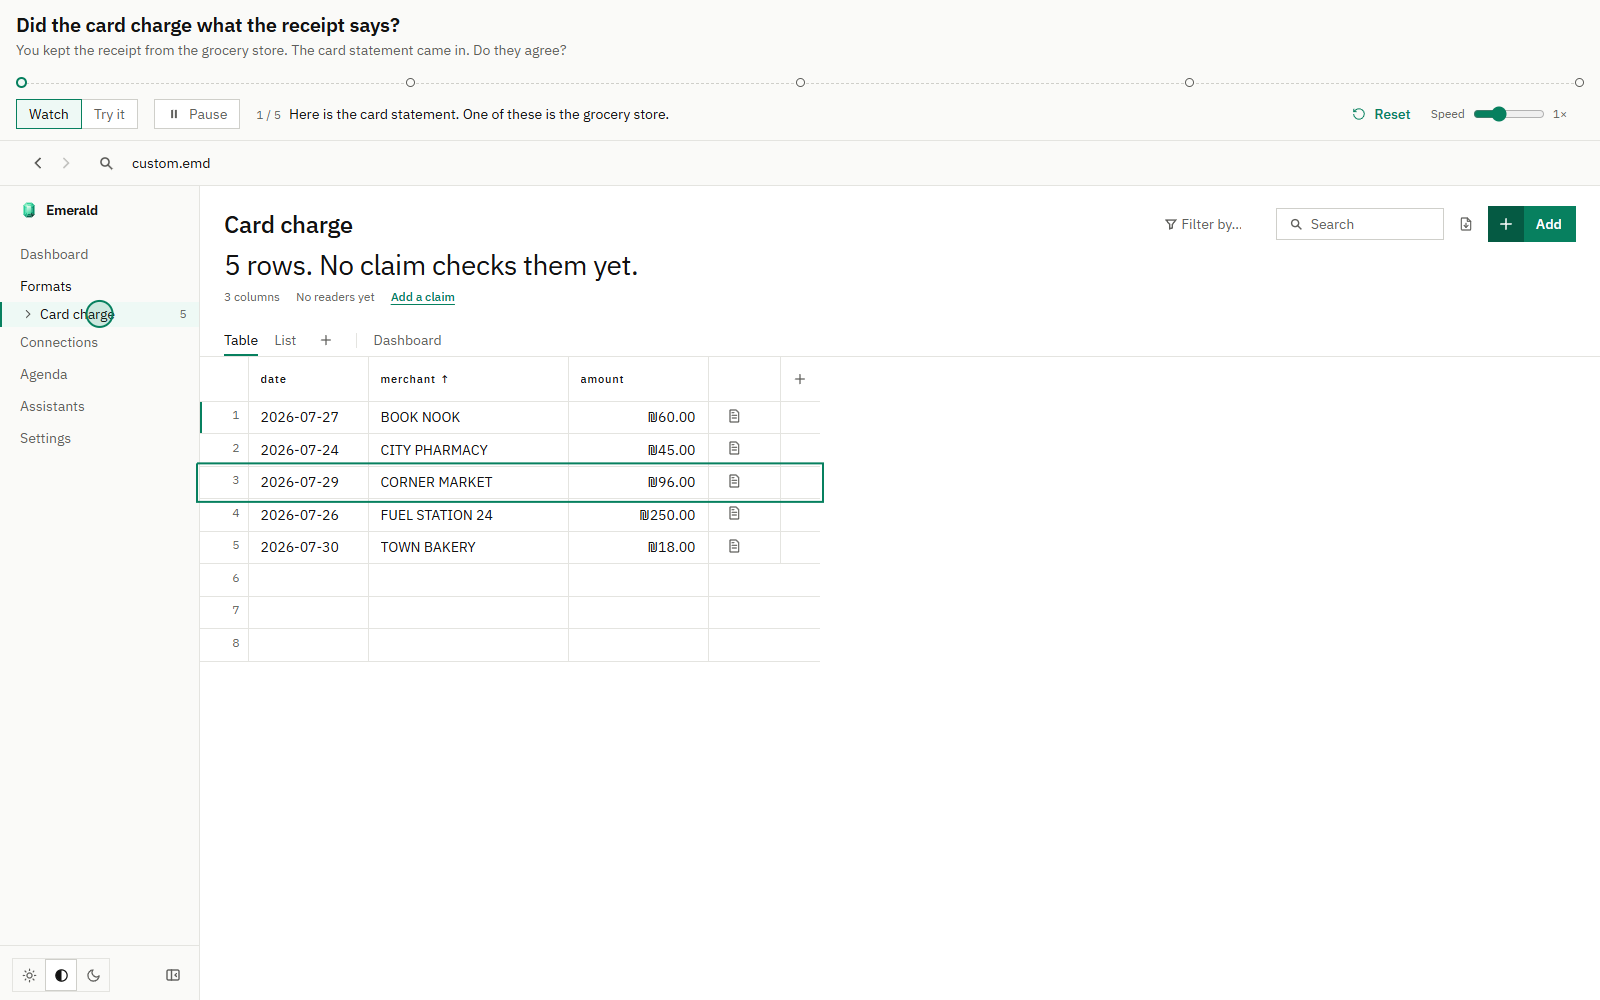 Did the card charge what the receipt says?
You kept the receipt from the grocery store. The card statement came in. Do they agree?
Watch
Try it
Pause
1 / 5 Here is the card statement. One of these is the grocery store.
Reset
Speed
1×
custom.emd
Emerald
Dashboard
Formats
Card charge 5
Connections
Agenda
Assistants
Settings
Card charge
Filter by...
Search
Add
5 rows. No claim checks them yet.
3 columns No readers yet Add a claim
Table List + Dashboard
date merchant ↑ amount +
1 2026-07-27 BOOK NOOK ₪60.00
2 2026-07-24 CITY PHARMACY ₪45.00
3 2026-07-29 CORNER MARKET ₪96.00
4 2026-07-26 FUEL STATION 24 ₪250.00
5 2026-07-30 TOWN BAKERY ₪18.00
6
7
8